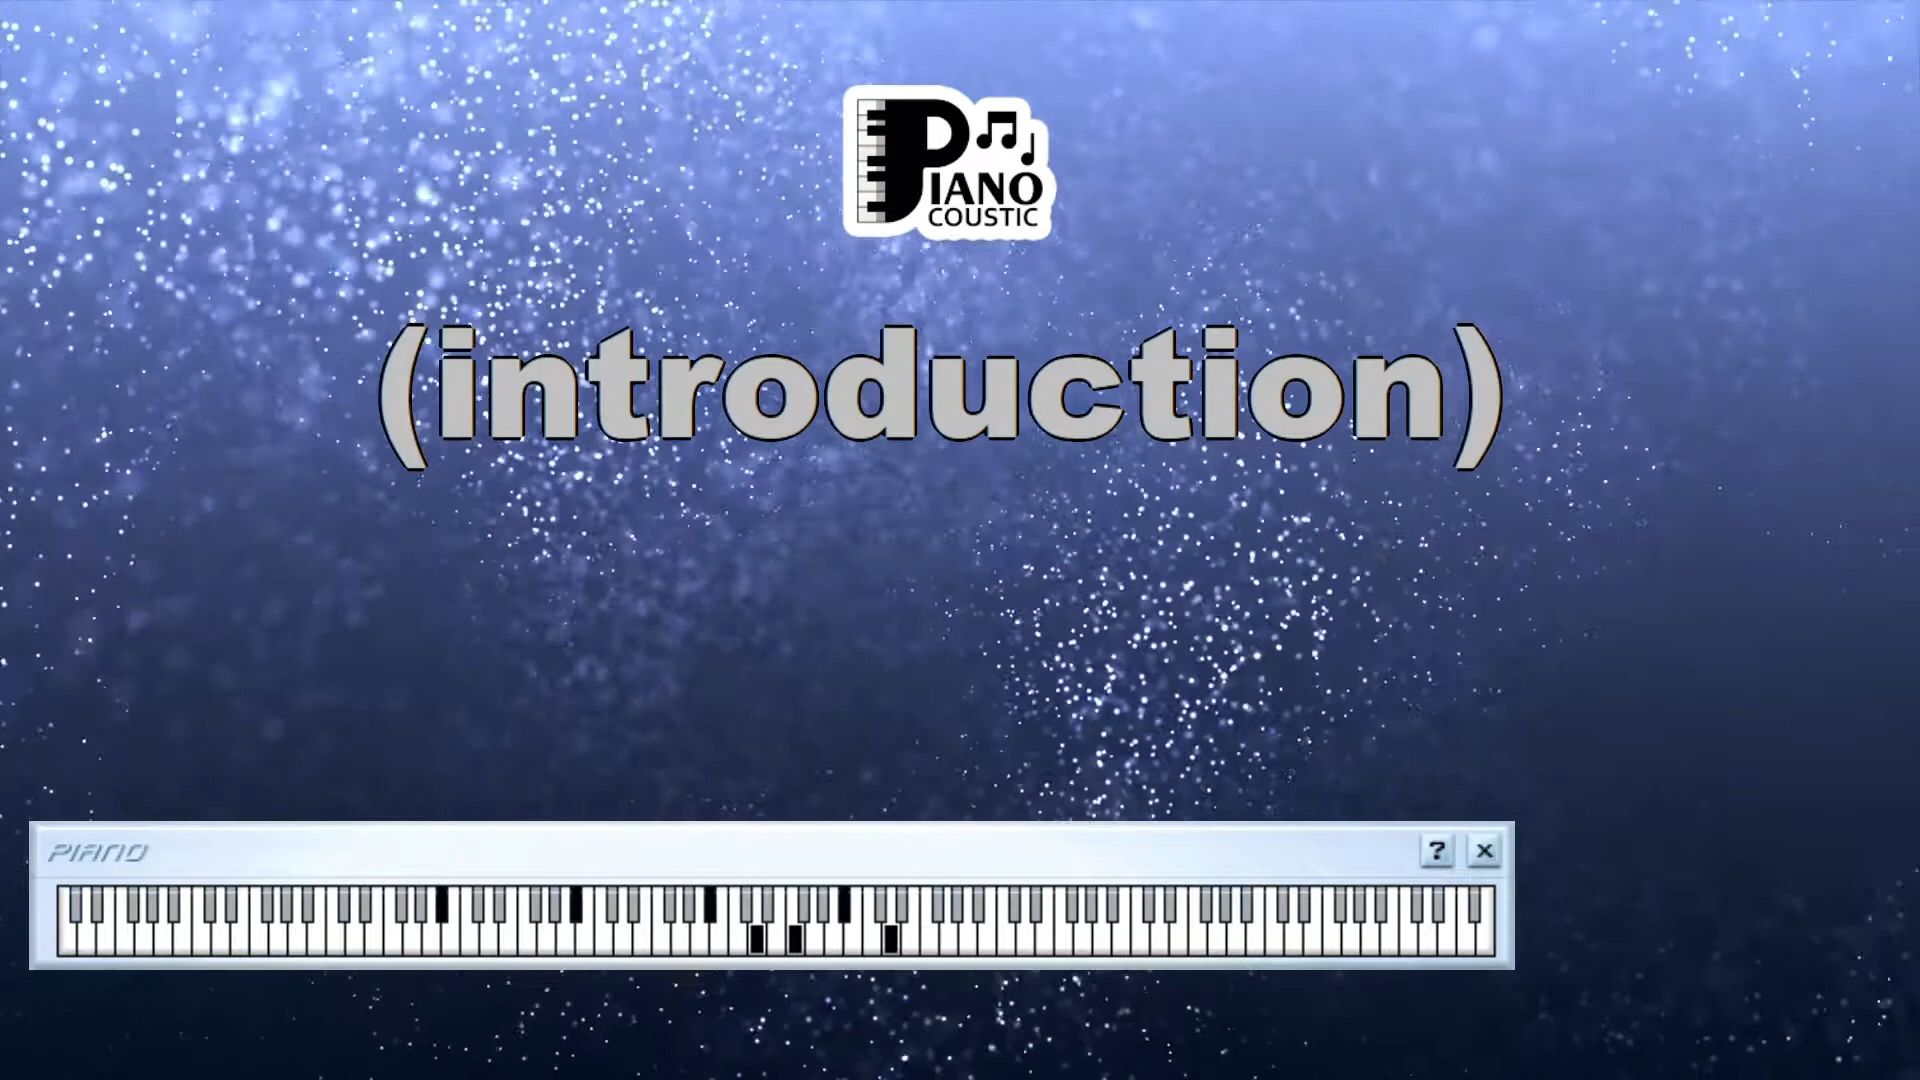 PIANO
COUSTIC
(introduction)
PIANO
?
×